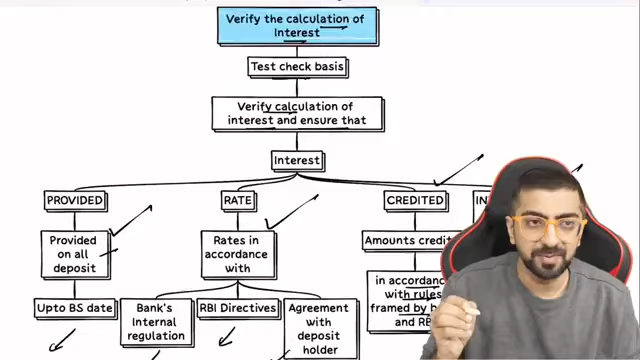 Verify the calculation of
Interest
Test check basis
Verify calculation of
interest and ensure that
Interest
PROVIDED
RATE
CREDITED
Provided
on all
deposit
Rates in
accordance
with
Amounts
in accordance
with rules
framed by
and
Upto BS date
Bank's
Internal
regulation
RBI Directives
Agreement
with deposit
holder